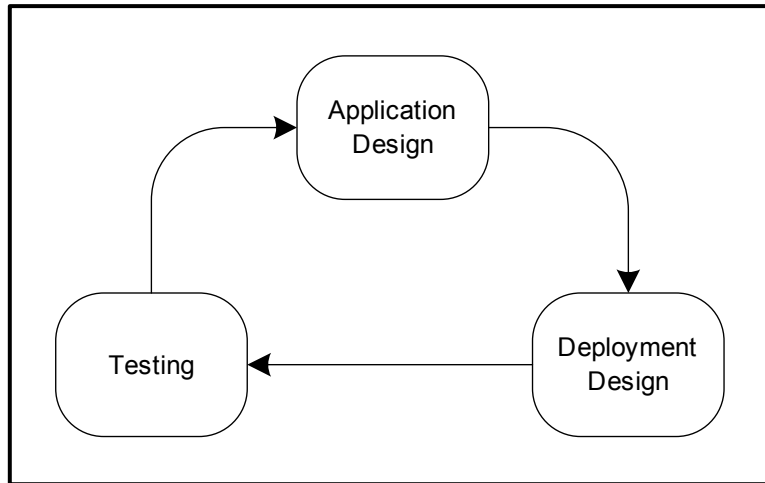 Application
Design
Testing
Deployment
Design